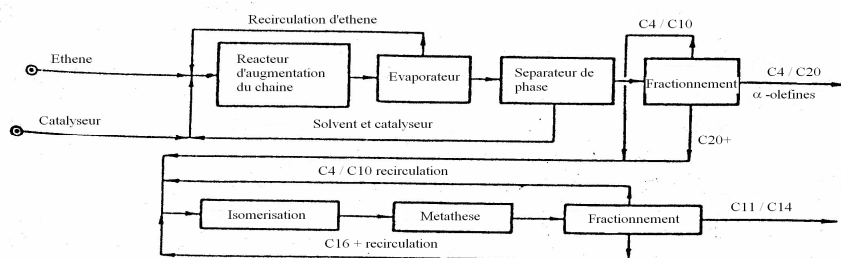 Recirculation d'ethene
C4 / C10
Ethene
Reacteur
d'augmentation
du chaine
Evaporateur
Separateur de
phase
Fractionnement
C4 / C20
α -olefines
Catalyseur
Solvent et catalyseur
C20+
C4 / C10 recirculation
Isomerisation
Metathese
Fractionnement
C11 / C14
C16 + recirculation